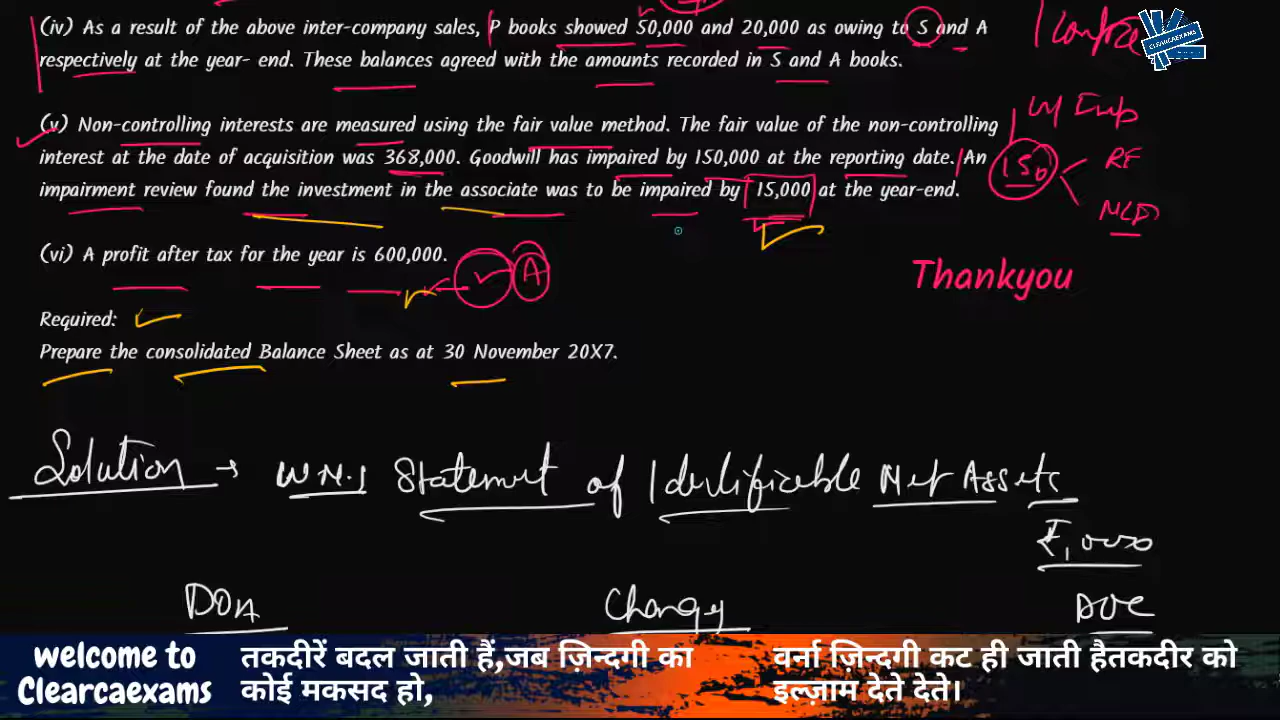 (iv) As a result of the above inter-company sales, P books showed 50,000 and 20,000 as owing to S and A
respectively at the year- end. These balances agreed with the amounts recorded in S and A books.
CLEARCAEXAMS
(v) Non-controlling interests are measured using the fair value method. The fair value of the non-controlling
interest at the date of acquisition was 368,000. Goodwill has impaired by 150,000 at the reporting date. An
impairment review found the investment in the associate was to be impaired by 15,000 at the year-end.
150
RE
(vi) A profit after tax for the year is 600,000.
A
Thankyou
Required:
Prepare the consolidated Balance Sheet as at 30 November 20X7.
Solution → W.N.1 Statement of Identifiable Net Assets
DOA
welcome to
Clearcaexams
तकदीरें बदल जाती हैं,जब ज़िन्दगी का
कोई मकसद हो,
वर्ना ज़िन्दगी कट ही जाती हैतकदीर को
इल्ज़ाम देते देते।